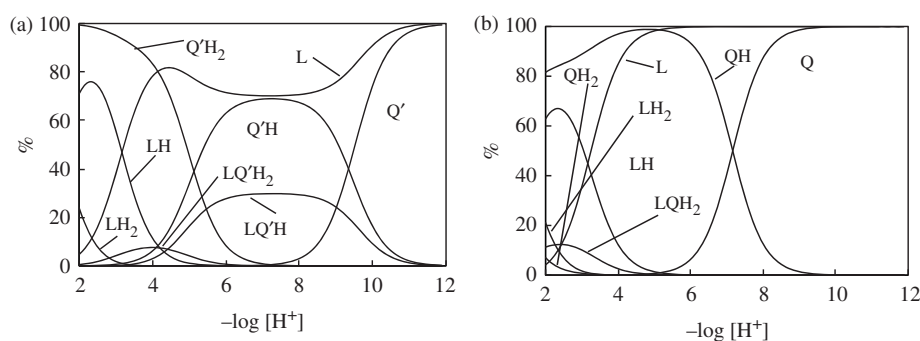 (a)
100
80
60
40
20
0
%
Q′H₂
L
LH
Q′H
Q′
LQ′H₂
LH₂
LQ′H
2 4 6 8 10 12
–log [H⁺]
(b)
100
80
60
40
20
0
%
QH₂
L
QH
Q
LH₂
LH
LQH₂
2 4 6 8 10 12
–log [H⁺]